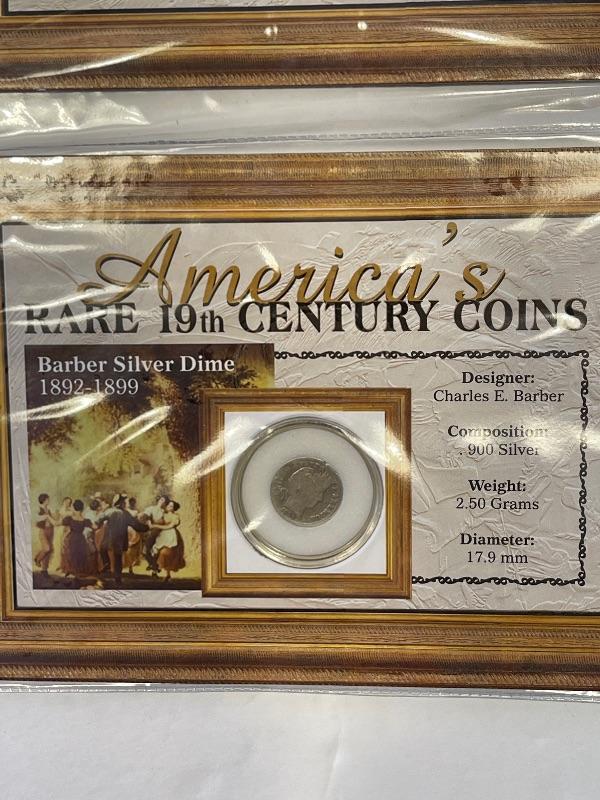 America's
RARE 19th CENTURY COINS
Barber Silver Dime
1892-1899
Designer:
Charles E. Barber
Composition:
.900 Silver
Weight:
2.50 Grams
Diameter:
17.9 mm